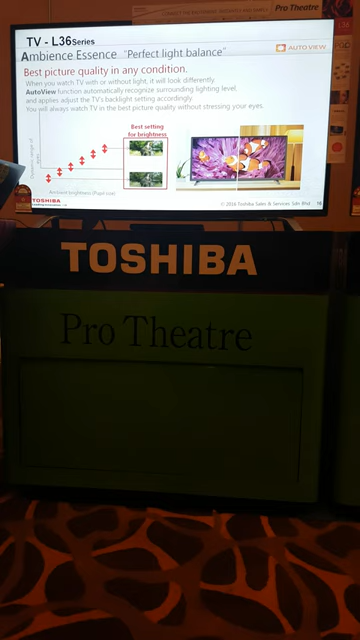 Pro Theatre
TV - L36Series
AUTO VIEW
Ambience Essence "Perfect light balance"
Best picture quality in any condition.
When you watch TV with or without light, it will look differently.
AutoView function automatically recognize surrounding lighting level,
and applies adjust the TV's backlight setting accordingly.
You will always watch TV in the best picture quality without stressing your eyes.
Best setting
for brightness
Ambient brightness (Pupil size)
TOSHIBA
© 2016 Toshiba Sales & Services Sdn Bhd
TOSHIBA
Pro Theatre